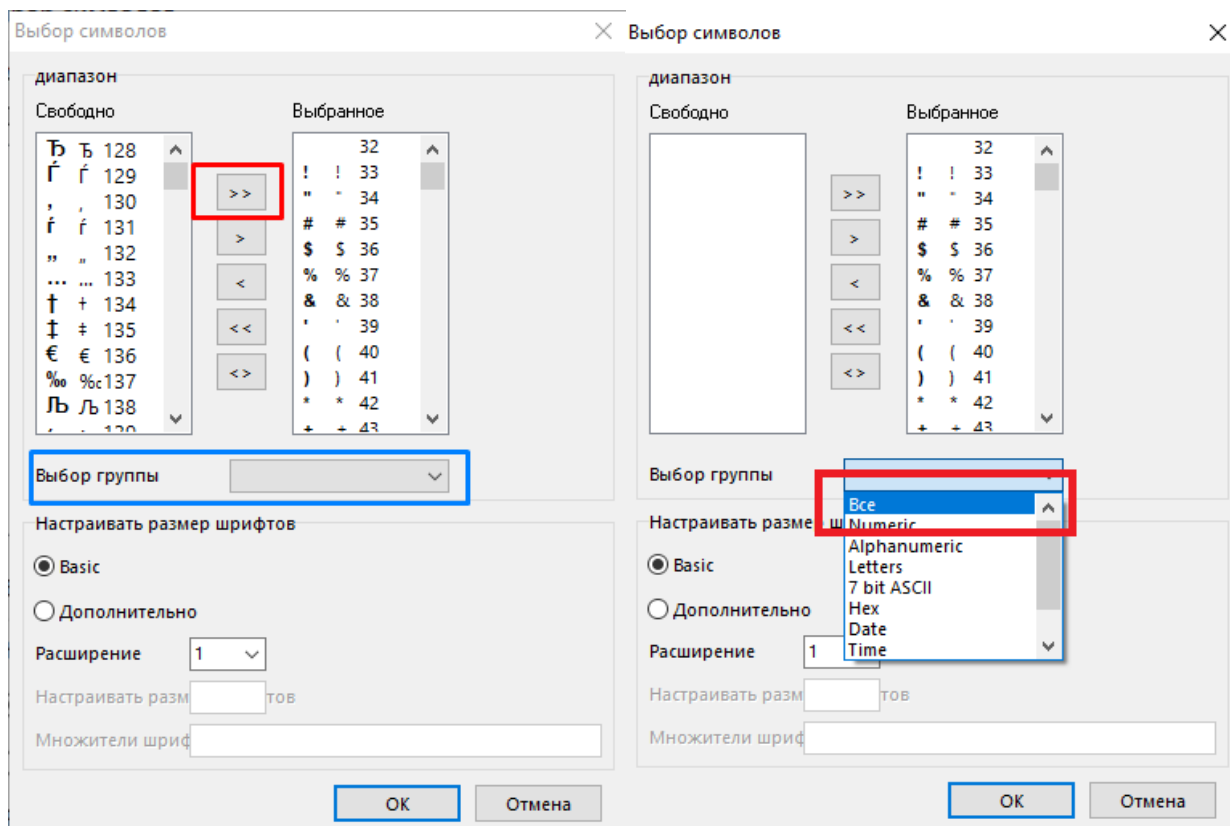 Выбор символов
диапазон
Свободно Выбранное
Ђ Ђ 128
Ѓ Ѓ 129
‚ ‚ 130
ѓ ѓ 131
„ „ 132
… … 133
† † 134
‡ ‡ 135
€ € 136
‰ ‰ 137
Љ Љ 138
>>
>
<
<<
<>
32
! ! 33
" " 34
# # 35
$ $ 36
% % 37
& & 38
' ' 39
( ( 40
) ) 41
* * 42
+ + 43
Выбор группы
Настраивать размер шрифтов
Basic
Дополнительно
Расширение 1
Настраивать разм тов
Множители шриф
OK Отмена
Выбор символов
диапазон
Свободно Выбранное
>>
>
<
<<
<>
32
! ! 33
" " 34
# # 35
$ $ 36
% % 37
& & 38
' ' 39
( ( 40
) ) 41
* * 42
+ + 43
Выбор группы
Все
Numeric
Alphanumeric
Letters
7 bit ASCII
Hex
Date
Time
Настраивать разме ш
Basic
Дополнительно
Расширение 1
Настраивать разм тов
Множители шриф
OK Отмена